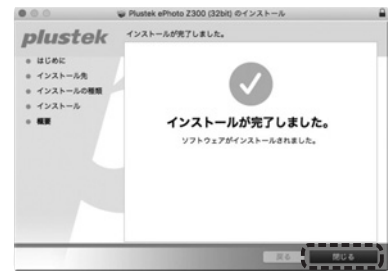 Plustek ePhoto Z300 (32bit) のインストール
plustek
インストールが完了しました。
はじめに
インストール先
インストールの種類
インストール
概要
インストールが完了しました。
ソフトウェアがインストールされました。
戻る
閉じる